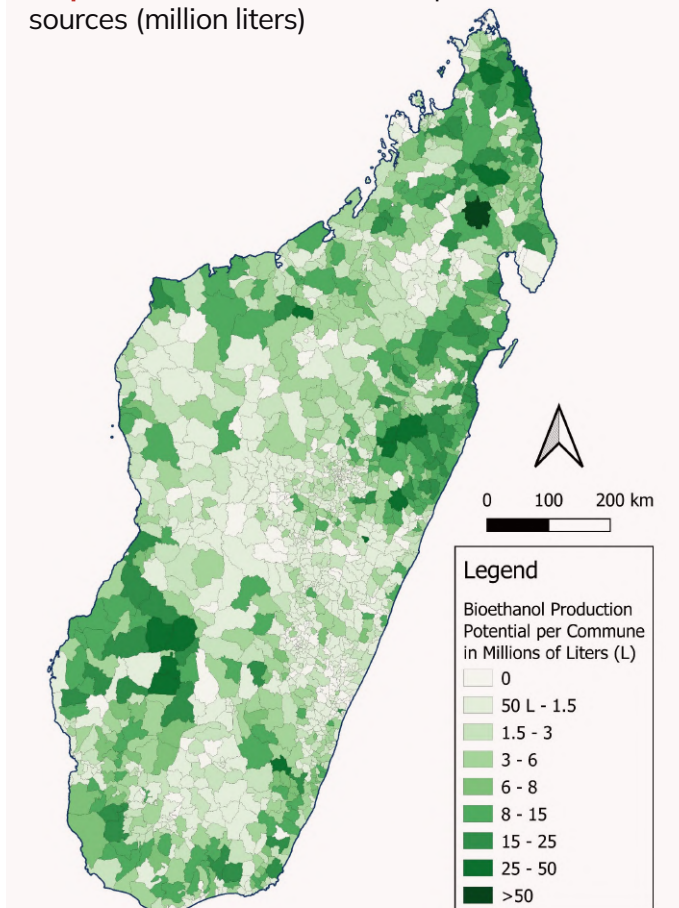 sources (million liters)
0 100 200 km
Legend
Bioethanol Production
Potential per Commune
in Millions of Liters (L)
0
50 L - 1.5
1.5 - 3
3 - 6
6 - 8
8 - 15
15 - 25
25 - 50
>50